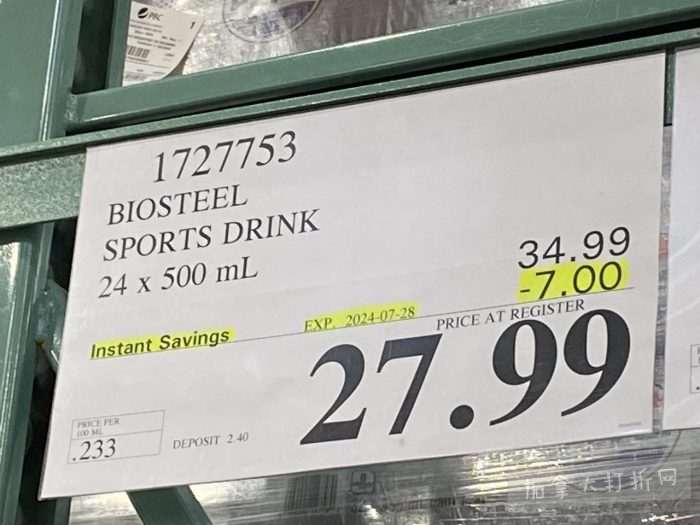 PBC
1727753
BIOSTEEL
SPORTS DRINK
24 x 500 mL
34.99
-7.00
Instant Savings
EXP. 2024-07-28
PRICE AT REGISTER
27.99
PRICE PER
100 ML
.233
DEPOSIT 2.40
加拿大打折网